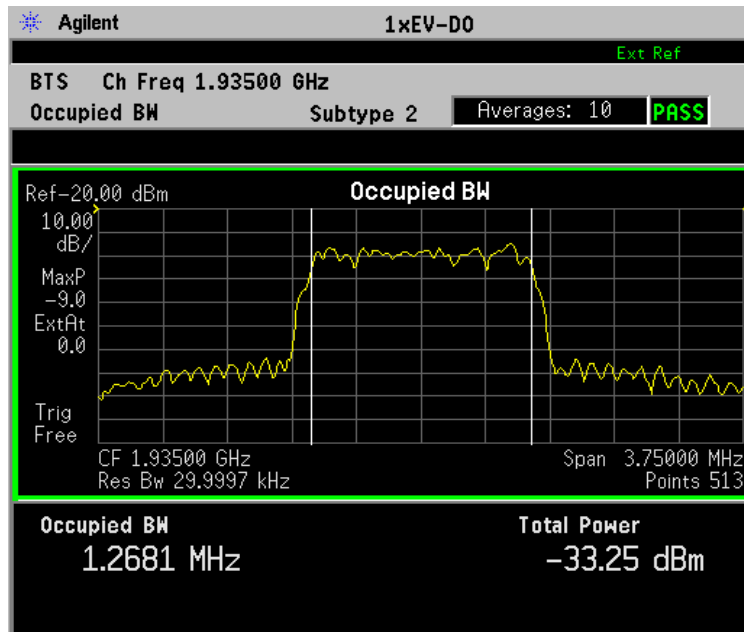 Agilent 1xEV-DO
Ext Ref
BTS Ch Freq 1.93500 GHz
Occupied BW Subtype 2 Averages: 10 PASS
Ref-20.00 dBm Occupied BW
10.00
dB/
MaxP
-9.0
ExtAt
0.0
Trig
Free
CF 1.93500 GHz Span 3.75000 MHz
Res Bw 29.9997 kHz Points 513
Occupied BW Total Power
1.2681 MHz -33.25 dBm